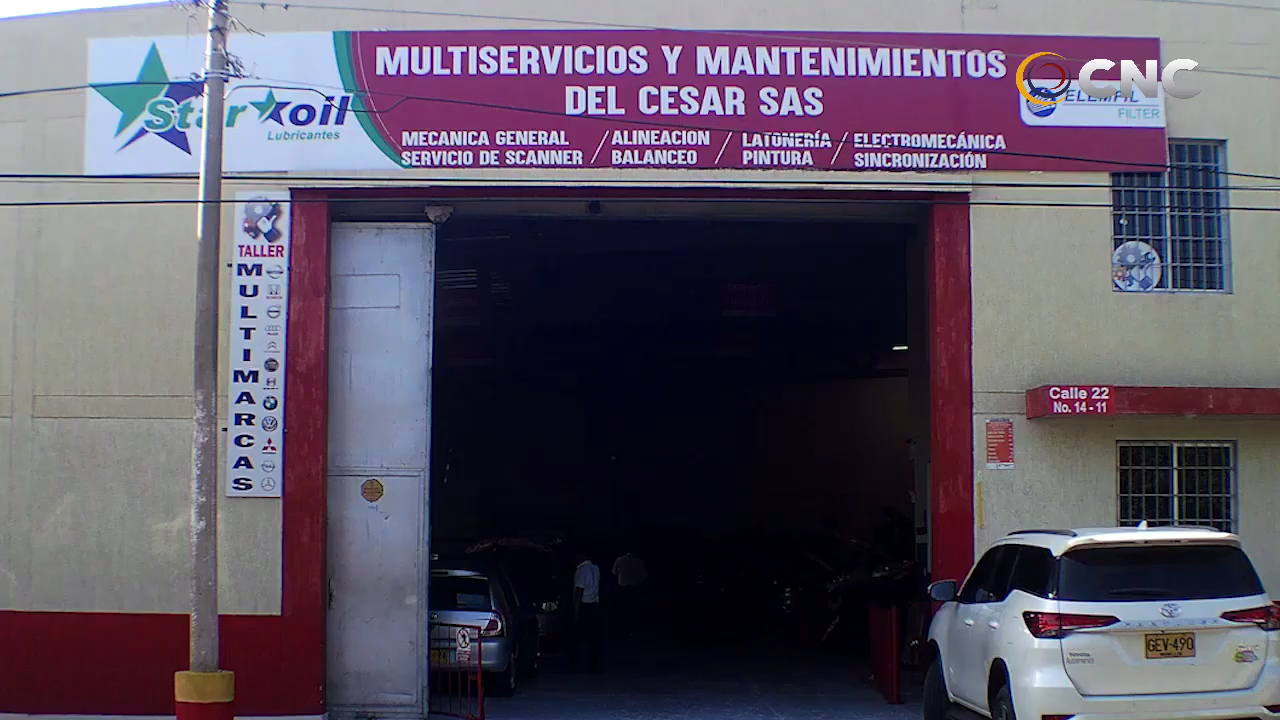 MULTISERVICIOS Y MANTENIMIENTOS
DEL CESAR SAS
Star oil
Lubricantes
MECANICA GENERAL / ALINEACION / LATONERÍA / ELECTROMECÁNICA
SERVICIO DE SCANNER / BALANCEO / PINTURA / SINCRONIZACIÓN
CNC
FILTER
TALLER
MULTIMARCAS
Calle 22
No. 14 - 11
GEV-490